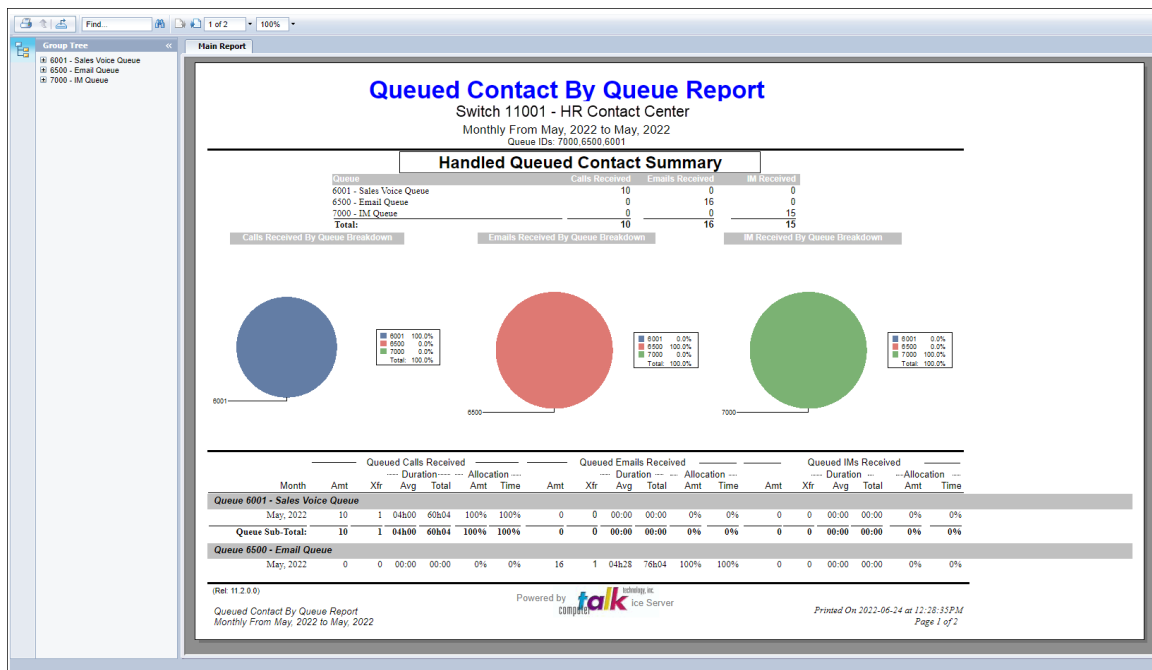 Find...
1 of 2
100%
Group Tree «
6001 - Sales Voice Queue
6500 - Email Queue
7000 - IM Queue
Main Report
Queued Contact By Queue Report
Switch 11001 - HR Contact Center
Monthly From May, 2022 to May, 2022
Queue IDs: 7000,6500,6001
Handled Queued Contact Summary
Queue Calls Received Emails Received IM Received
6001 - Sales Voice Queue 10 0 0
6500 - Email Queue 0 16 0
7000 - IM Queue 0 0 15
Total: 10 16 15
Calls Received By Queue Breakdown Emails Received By Queue Breakdown IM Received By Queue Breakdown
6001 100.0%
6500 0.0%
7000 0.0%
Total: 100.0%
6001
6001 0.0%
6500 100.0%
7000 0.0%
Total: 100.0%
6500
6001 0.0%
6500 0.0%
7000 100.0%
Total: 100.0%
7000
Queued Calls Received Queued Emails Received Queued IMs Received
---- Duration----- --- Allocation ---- ---- Duration --- -- Allocation ---- ---- Duration -- ---Allocation ----
Month Amt Xfr Avg Total Amt Time Amt Xfr Avg Total Amt Time Amt Xfr Avg Total Amt Time
Queue 6001 - Sales Voice Queue
May, 2022 10 1 04h00 60h04 100% 100% 0 0 00:00 00:00 0% 0% 0 0 00:00 00:00 0% 0%
Queue Sub-Total: 10 1 04h00 60h04 100% 100% 0 0 00:00 00:00 0% 0% 0 0 00:00 00:00 0% 0%
Queue 6500 - Email Queue
May, 2022 0 0 00:00 00:00 0% 0% 16 1 04h28 76h04 100% 100% 0 0 00:00 00:00 0% 0%
(Rel: 11.2.0.0)
Powered by computer talk technology, inc. ice Server
Queued Contact By Queue Report
Monthly From May, 2022 to May, 2022
Printed On 2022-06-24 at 12:28:35PM
Page 1 of 2